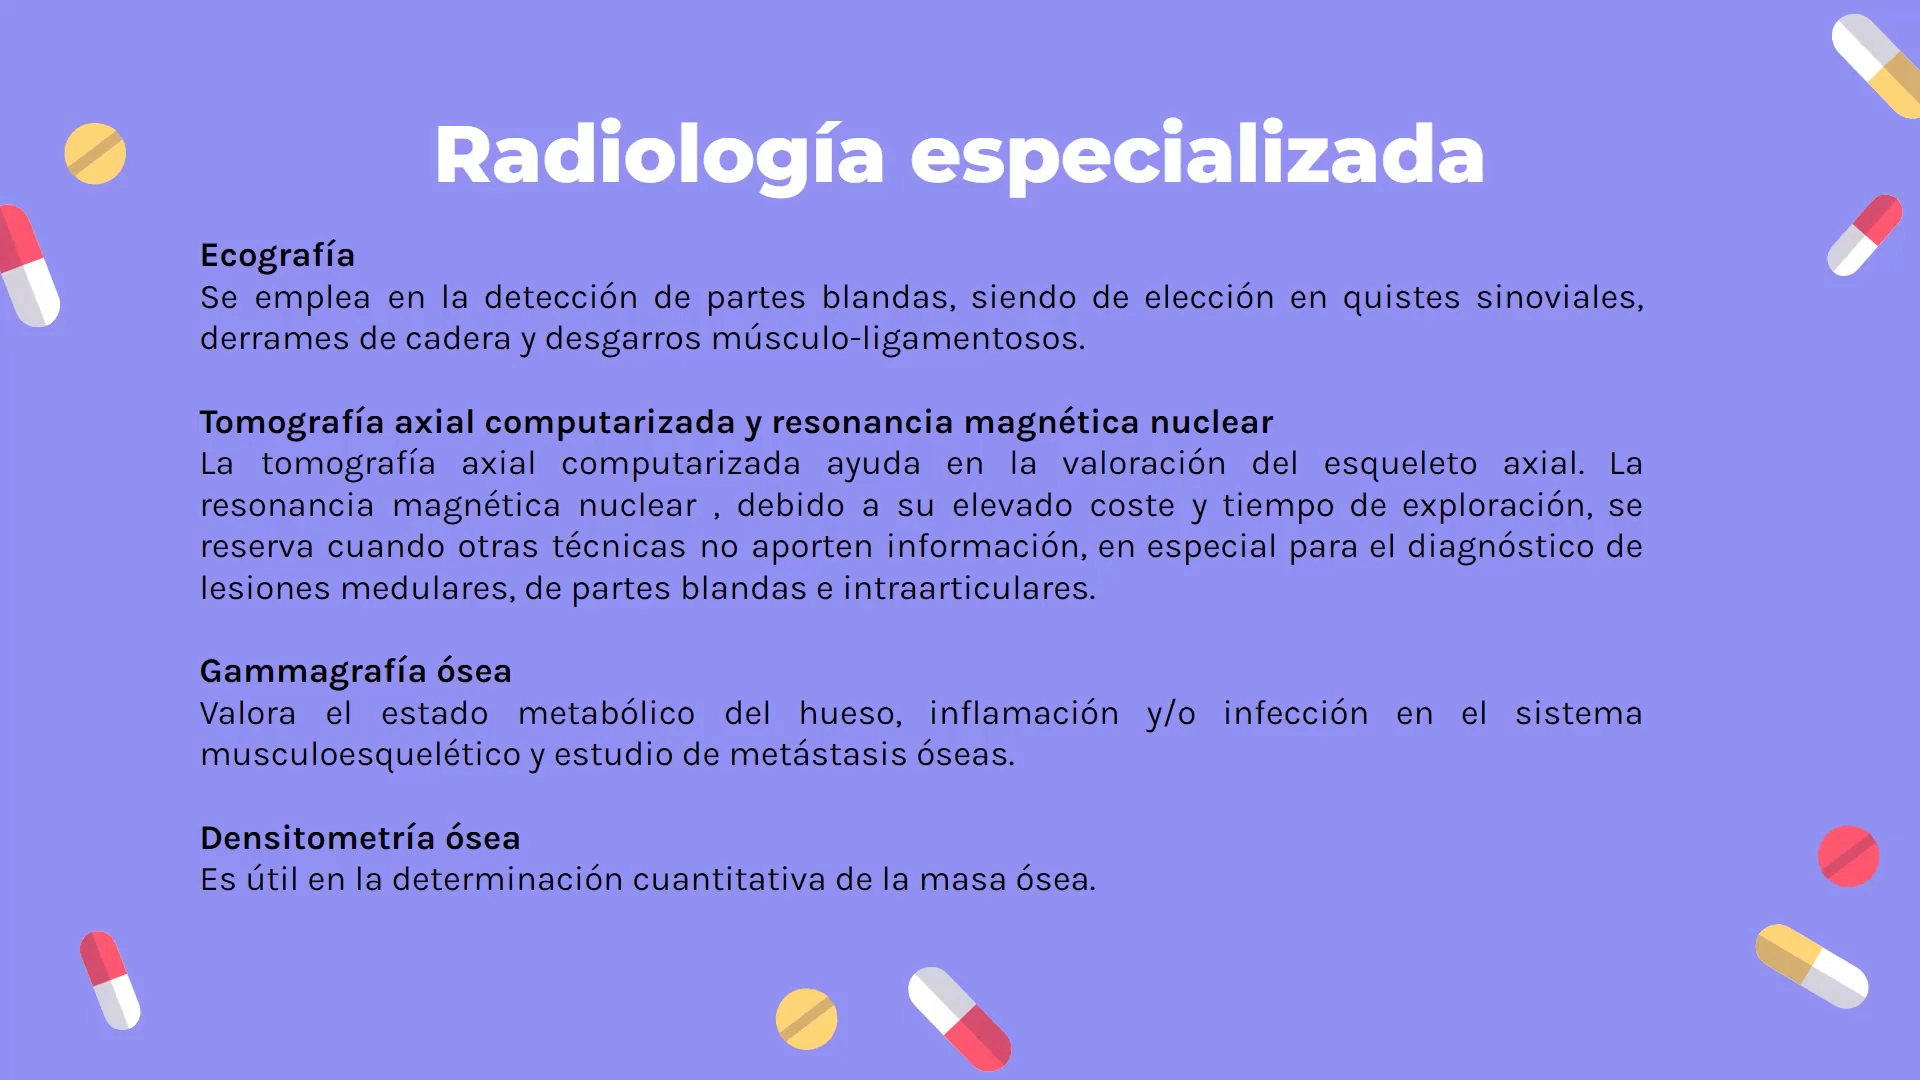 Radiología especializada
Ecografía
Se emplea en la detección de partes blandas, siendo de elección en quistes sinoviales,
derrames de cadera y desgarros músculo-ligamentosos.
Tomografía axial computarizada y resonancia magnética nuclear
La tomografía axial computarizada ayuda en la valoración del esqueleto axial. La
resonancia magnética nuclear , debido a su elevado coste y tiempo de exploración, se
reserva cuando otras técnicas no aporten información, en especial para el diagnóstico de
lesiones medulares, de partes blandas e intraarticulares.
Gammagrafía ósea
Valora el estado metabólico del hueso, inflamación y/o infección en el sistema
musculoesquelético y estudio de metástasis óseas.
Densitometría ósea
Es útil en la determinación cuantitativa de la masa ósea.